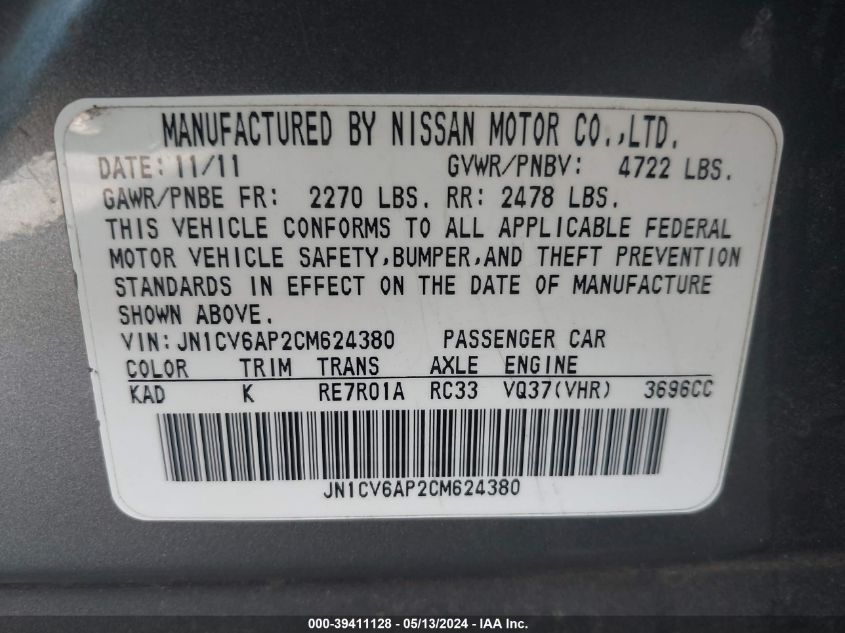 MANUFACTURED BY NISSAN MOTOR CO.,LTD.
DATE: 11/11 GVWR/PNBV: 4722 LBS.
GAWR/PNBE FR: 2270 LBS. RR: 2478 LBS.
THIS VEHICLE CONFORMS TO ALL APPLICABLE FEDERAL
MOTOR VEHICLE SAFETY,BUMPER,AND THEFT PREVENTION
STANDARDS IN EFFECT ON THE DATE OF MANUFACTURE
SHOWN ABOVE.
VIN: JN1CV6AP2CM624380 PASSENGER CAR
COLOR TRIM TRANS AXLE ENGINE
KAD K RE7R01A RC33 VQ37(VHR) 3696CC
JN1CV6AP2CM624380
000-39411128 - 05/13/2024 - IAA, Inc.